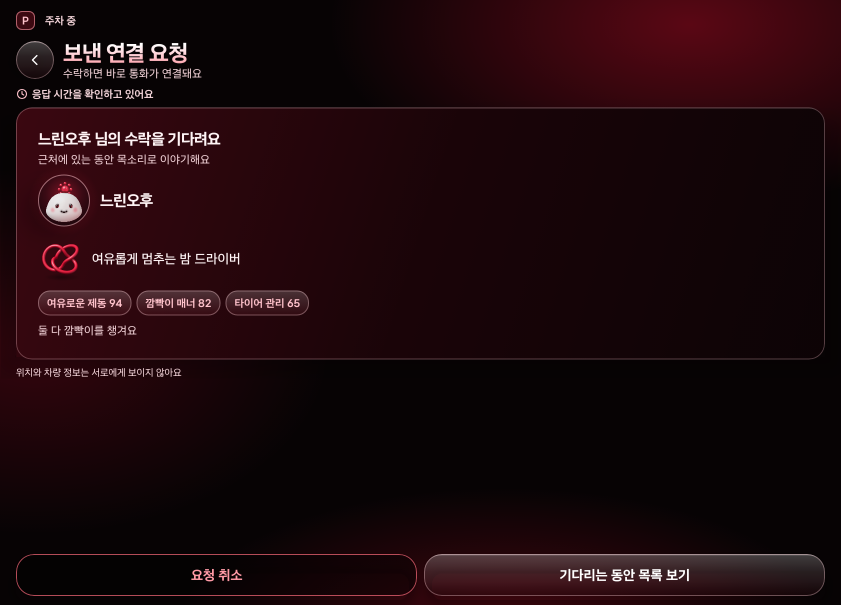 P 주차 중
보낸 연결 요청
수락하면 바로 통화가 연결돼요
응답 시간을 확인하고 있어요
느린오후 님의 수락을 기다려요
근처에 있는 동안 목소리로 이야기해요
느린오후
여유롭게 멈추는 밤 드라이버
여유로운 제동 94 깜빡이 매너 82 타이어 관리 65
둘 다 깜빡이를 챙겨요
위치와 차량 정보는 서로에게 보이지 않아요
요청 취소 기다리는 동안 목록 보기